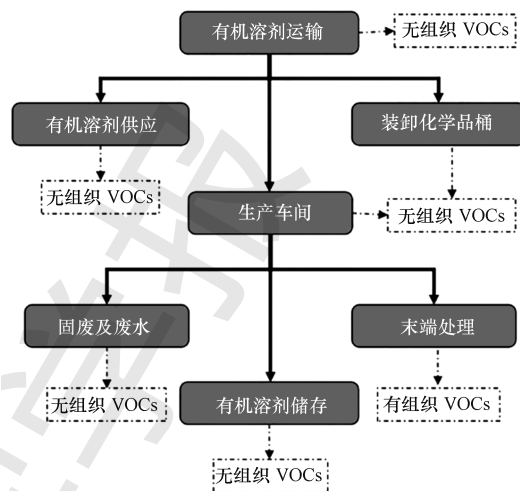 有机溶剂运输
无组织 VOCs
有机溶剂供应
装卸化学品桶
无组织 VOCs
生产车间
无组织 VOCs
固废及废水
末端处理
无组织 VOCs
有机溶剂储存
有组织 VOCs
无组织 VOCs
学报